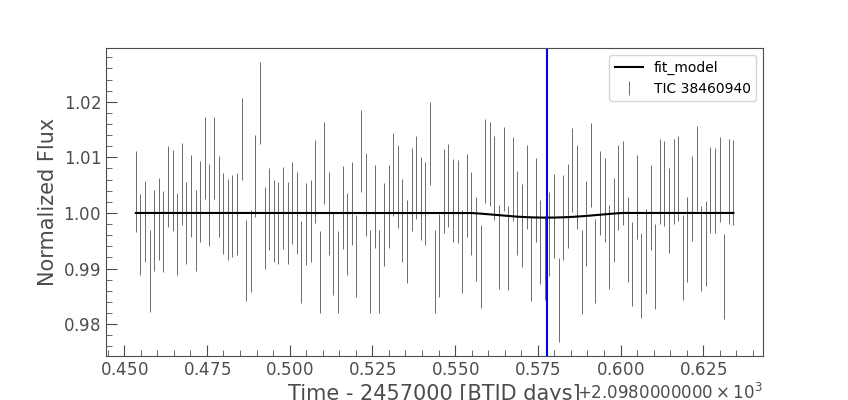 fit_model
TIC 38460940
1.02
1.01
1.00
0.99
0.98
Normalized Flux
0.450 0.475 0.500 0.525 0.550 0.575 0.600 0.625
Time - 2457000 [BTJD days]
+2.0980000000 × 10³